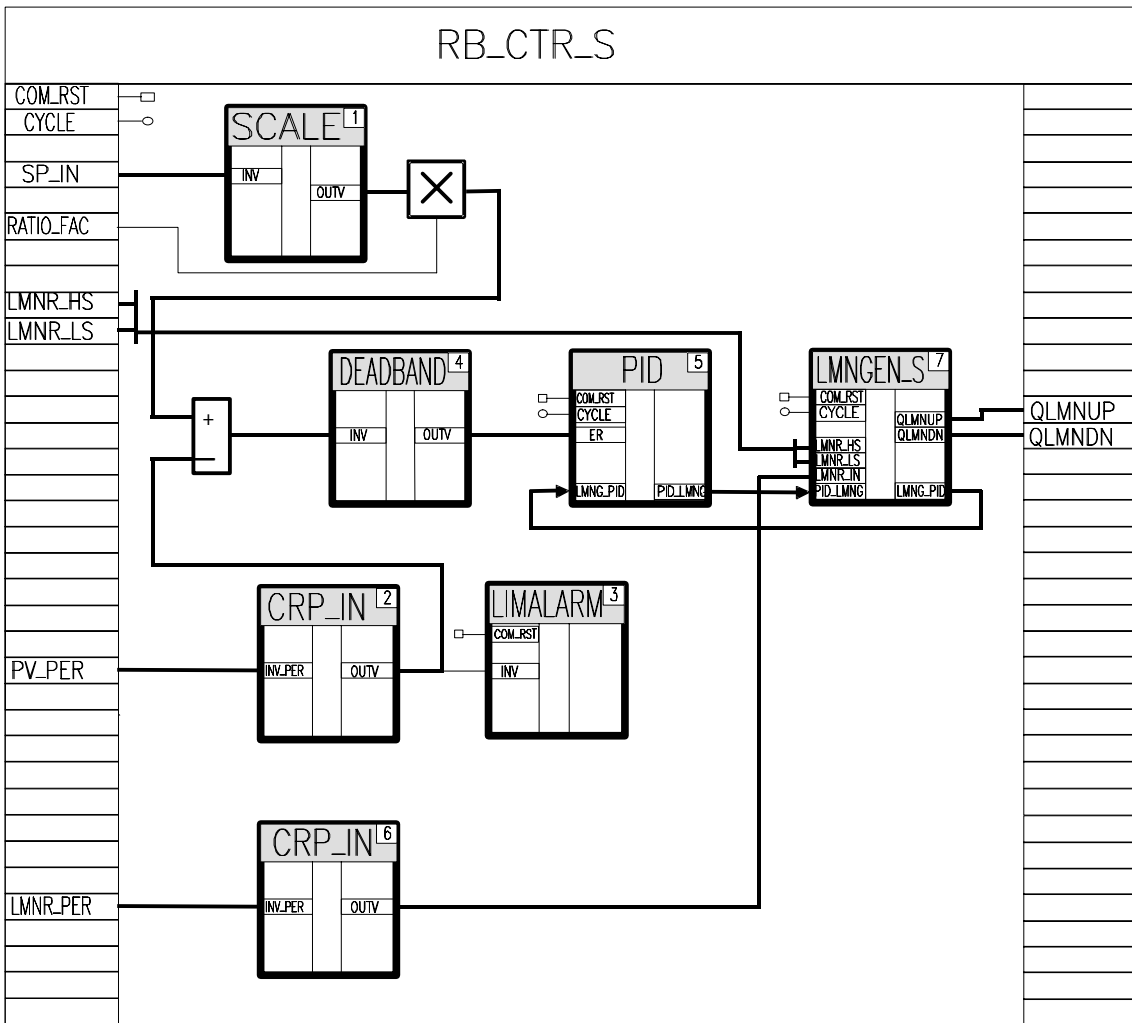 RB_CTR_S
COM_RST
CYCLE
SP_IN
RATIO_FAC
LMNR_HS
LMNR_LS
PV_PER
LMNR_PER
SCALE 1
INV
OUTV
X
DEADBAND 4
INV OUTV
+
−
PID 5
COM_RST
CYCLE
ER
LMNG_PID PID_LMNG
LMNGEN_S 7
COM_RST
CYCLE
QLMNUP
QLMNDN
LMNR_HS
LMNR_LS
LMNR_IN
PID_LMNG LMNG_PID
QLMNUP
QLMNDN
CRP_IN 2
INV_PER OUTV
LIMALARM 3
COM_RST
INV
CRP_IN 6
INV_PER OUTV